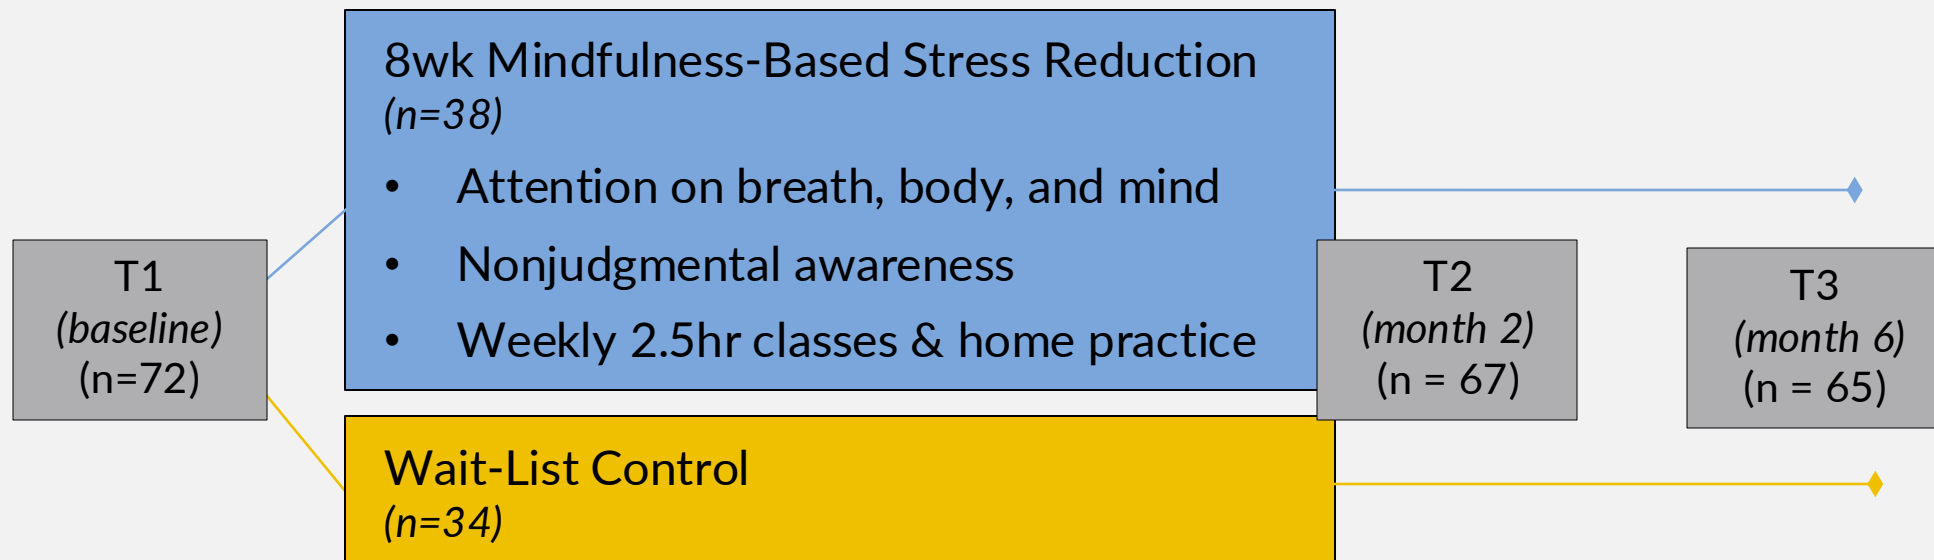 T1
(baseline)
(n=72)
8wk Mindfulness-Based Stress Reduction
(n=38)
• Attention on breath, body, and mind
• Nonjudgmental awareness
• Weekly 2.5hr classes & home practice
Wait-List Control
(n=34)
T2
(month 2)
(n = 67)
T3
(month 6)
(n = 65)